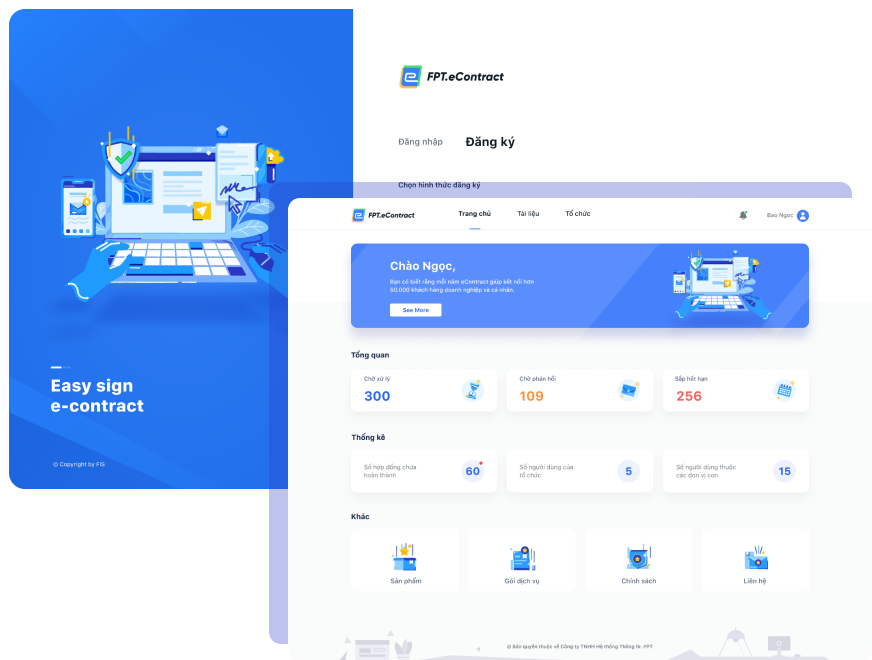 FPT.eContract
Đăng nhập
Đăng ký
Chọn hình thức đăng ký
Easy sign
e-contract
© Copyright by FIS
FPT.eContract
Trang chủ
Tài liệu
Tổ chức
Bao Ngoc
Chào Ngọc,
Bạn có biết rằng mỗi năm eContract giúp kết nối hơn
50.000 khách hàng doanh nghiệp và cá nhân.
See More
Tổng quan
Chờ xử lý
300
Chờ phản hồi
109
Sắp hết hạn
256
Thống kê
Số hợp đồng chưa
hoàn thành
60
Số người dùng của
tổ chức
5
Số người dùng thuộc
các đơn vị con
15
Khác
Sản phẩm
Gói dịch vụ
Chính sách
Liên hệ
© Bản quyền thuộc về Công ty TNHH Hệ thống Thông tin FPT